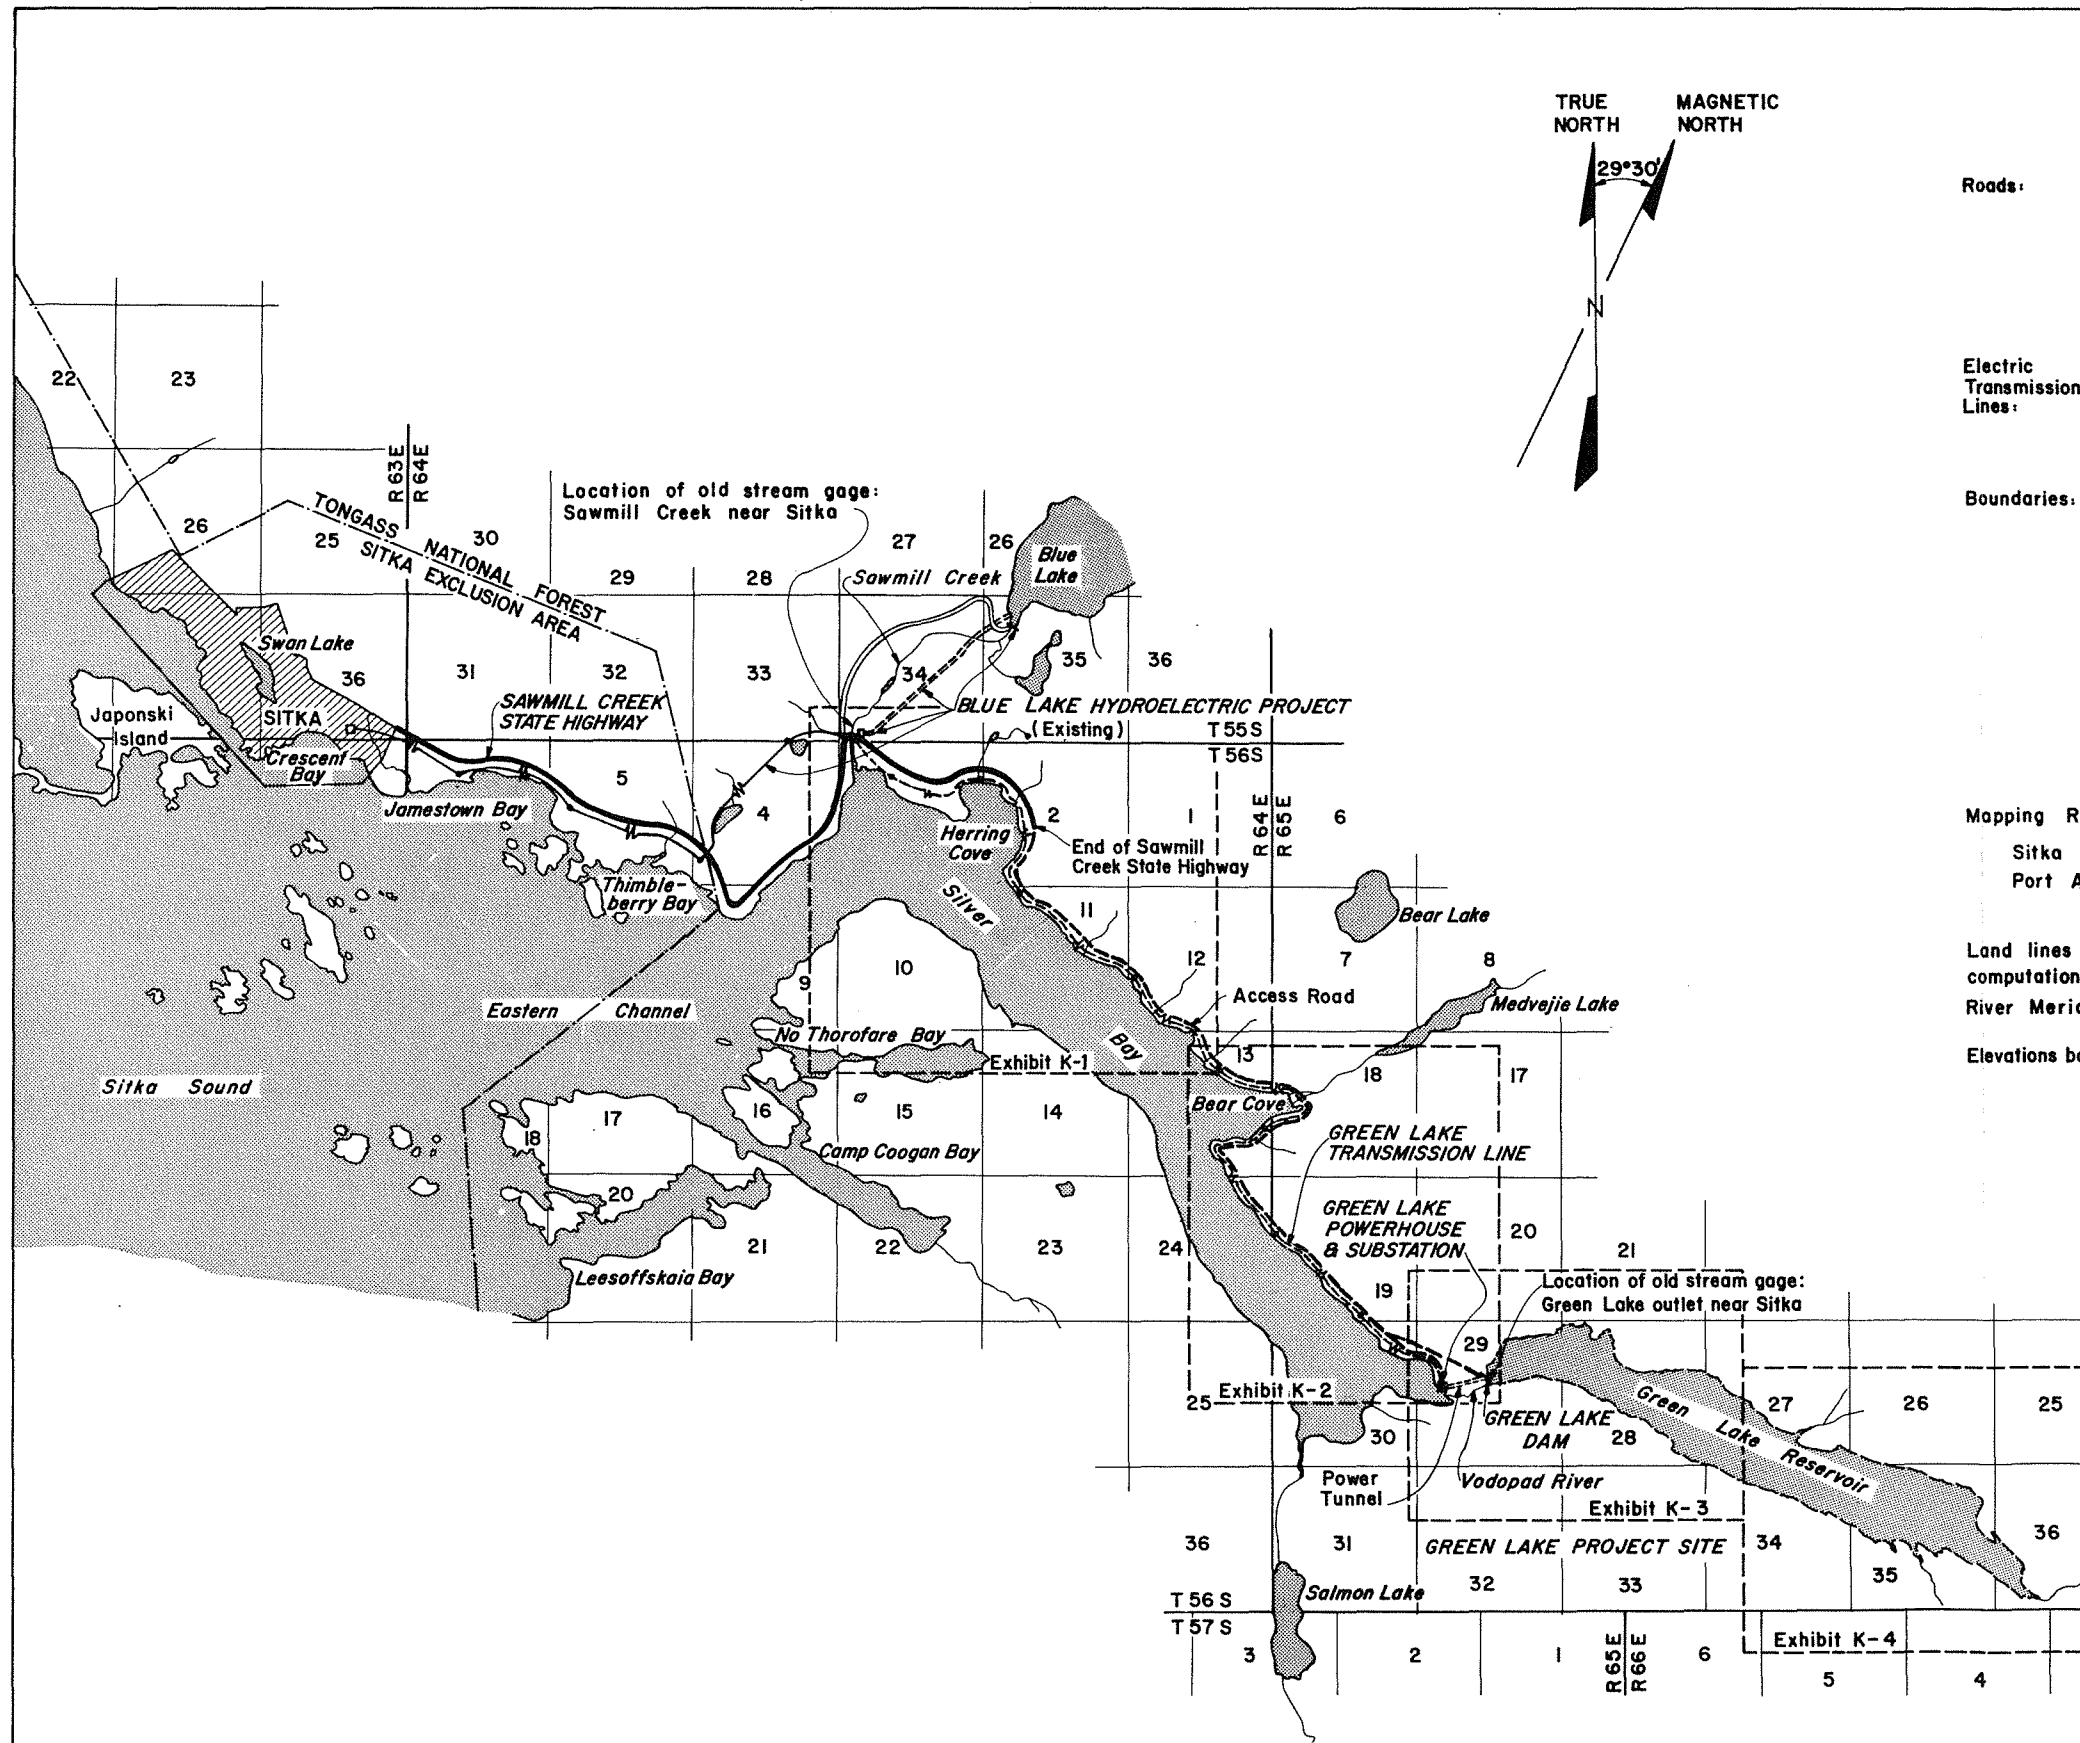 TRUE NORTH
MAGNETIC NORTH
29°30'
N
Roads:
Electric
Transmission
Lines:
Boundaries:
22
23
R63E
R64E
26
25
30
TONGASS NATIONAL FOREST
SITKA EXCLUSION AREA
Location of old stream gage:
Sawmill Creek near Sitka
29
28
27
26
Blue
Lake
Sawmill Creek
Swan Lake
36
31
32
33
34
35
36
SAWMILL CREEK
STATE HIGHWAY
BLUE LAKE HYDROELECTRIC PROJECT
(Existing)
T55S
T56S
Japonski
Island
SITKA
Crescent
Bay
Jamestown Bay
5
4
2
1
R64E
R65E
6
Herring
Cove
End of Sawmill
Creek State Highway
Mapping R
Sitka
Port A
Thimble-
berry Bay
Silver
11
Bear Lake
9
10
12
7
8
Land lines
computation
River Meric
Access Road
Medvejie Lake
Eastern Channel
No Thorofare Bay
Bay
13
Exhibit K-1
18
17
Elevations ba
Sitka Sound
18
17
16
15
14
Bear Cove
Camp Coogan Bay
GREEN LAKE
TRANSMISSION LINE
20
GREEN LAKE
POWERHOUSE
& SUBSTATION
21
22
23
24
20
21
Leesoffskaia Bay
19
Location of old stream gage:
Green Lake outlet near Sitka
29
25
Exhibit K-2
Green Lake Reservoir
27
26
25
GREEN LAKE
DAM
30
28
Power
Tunnel
Vodopad River
Exhibit K-3
36
31
GREEN LAKE PROJECT SITE
34
36
32
33
35
Salmon Lake
T 56 S
T 57 S
3
2
1
R65E
R66E
6
Exhibit K-4
5
4